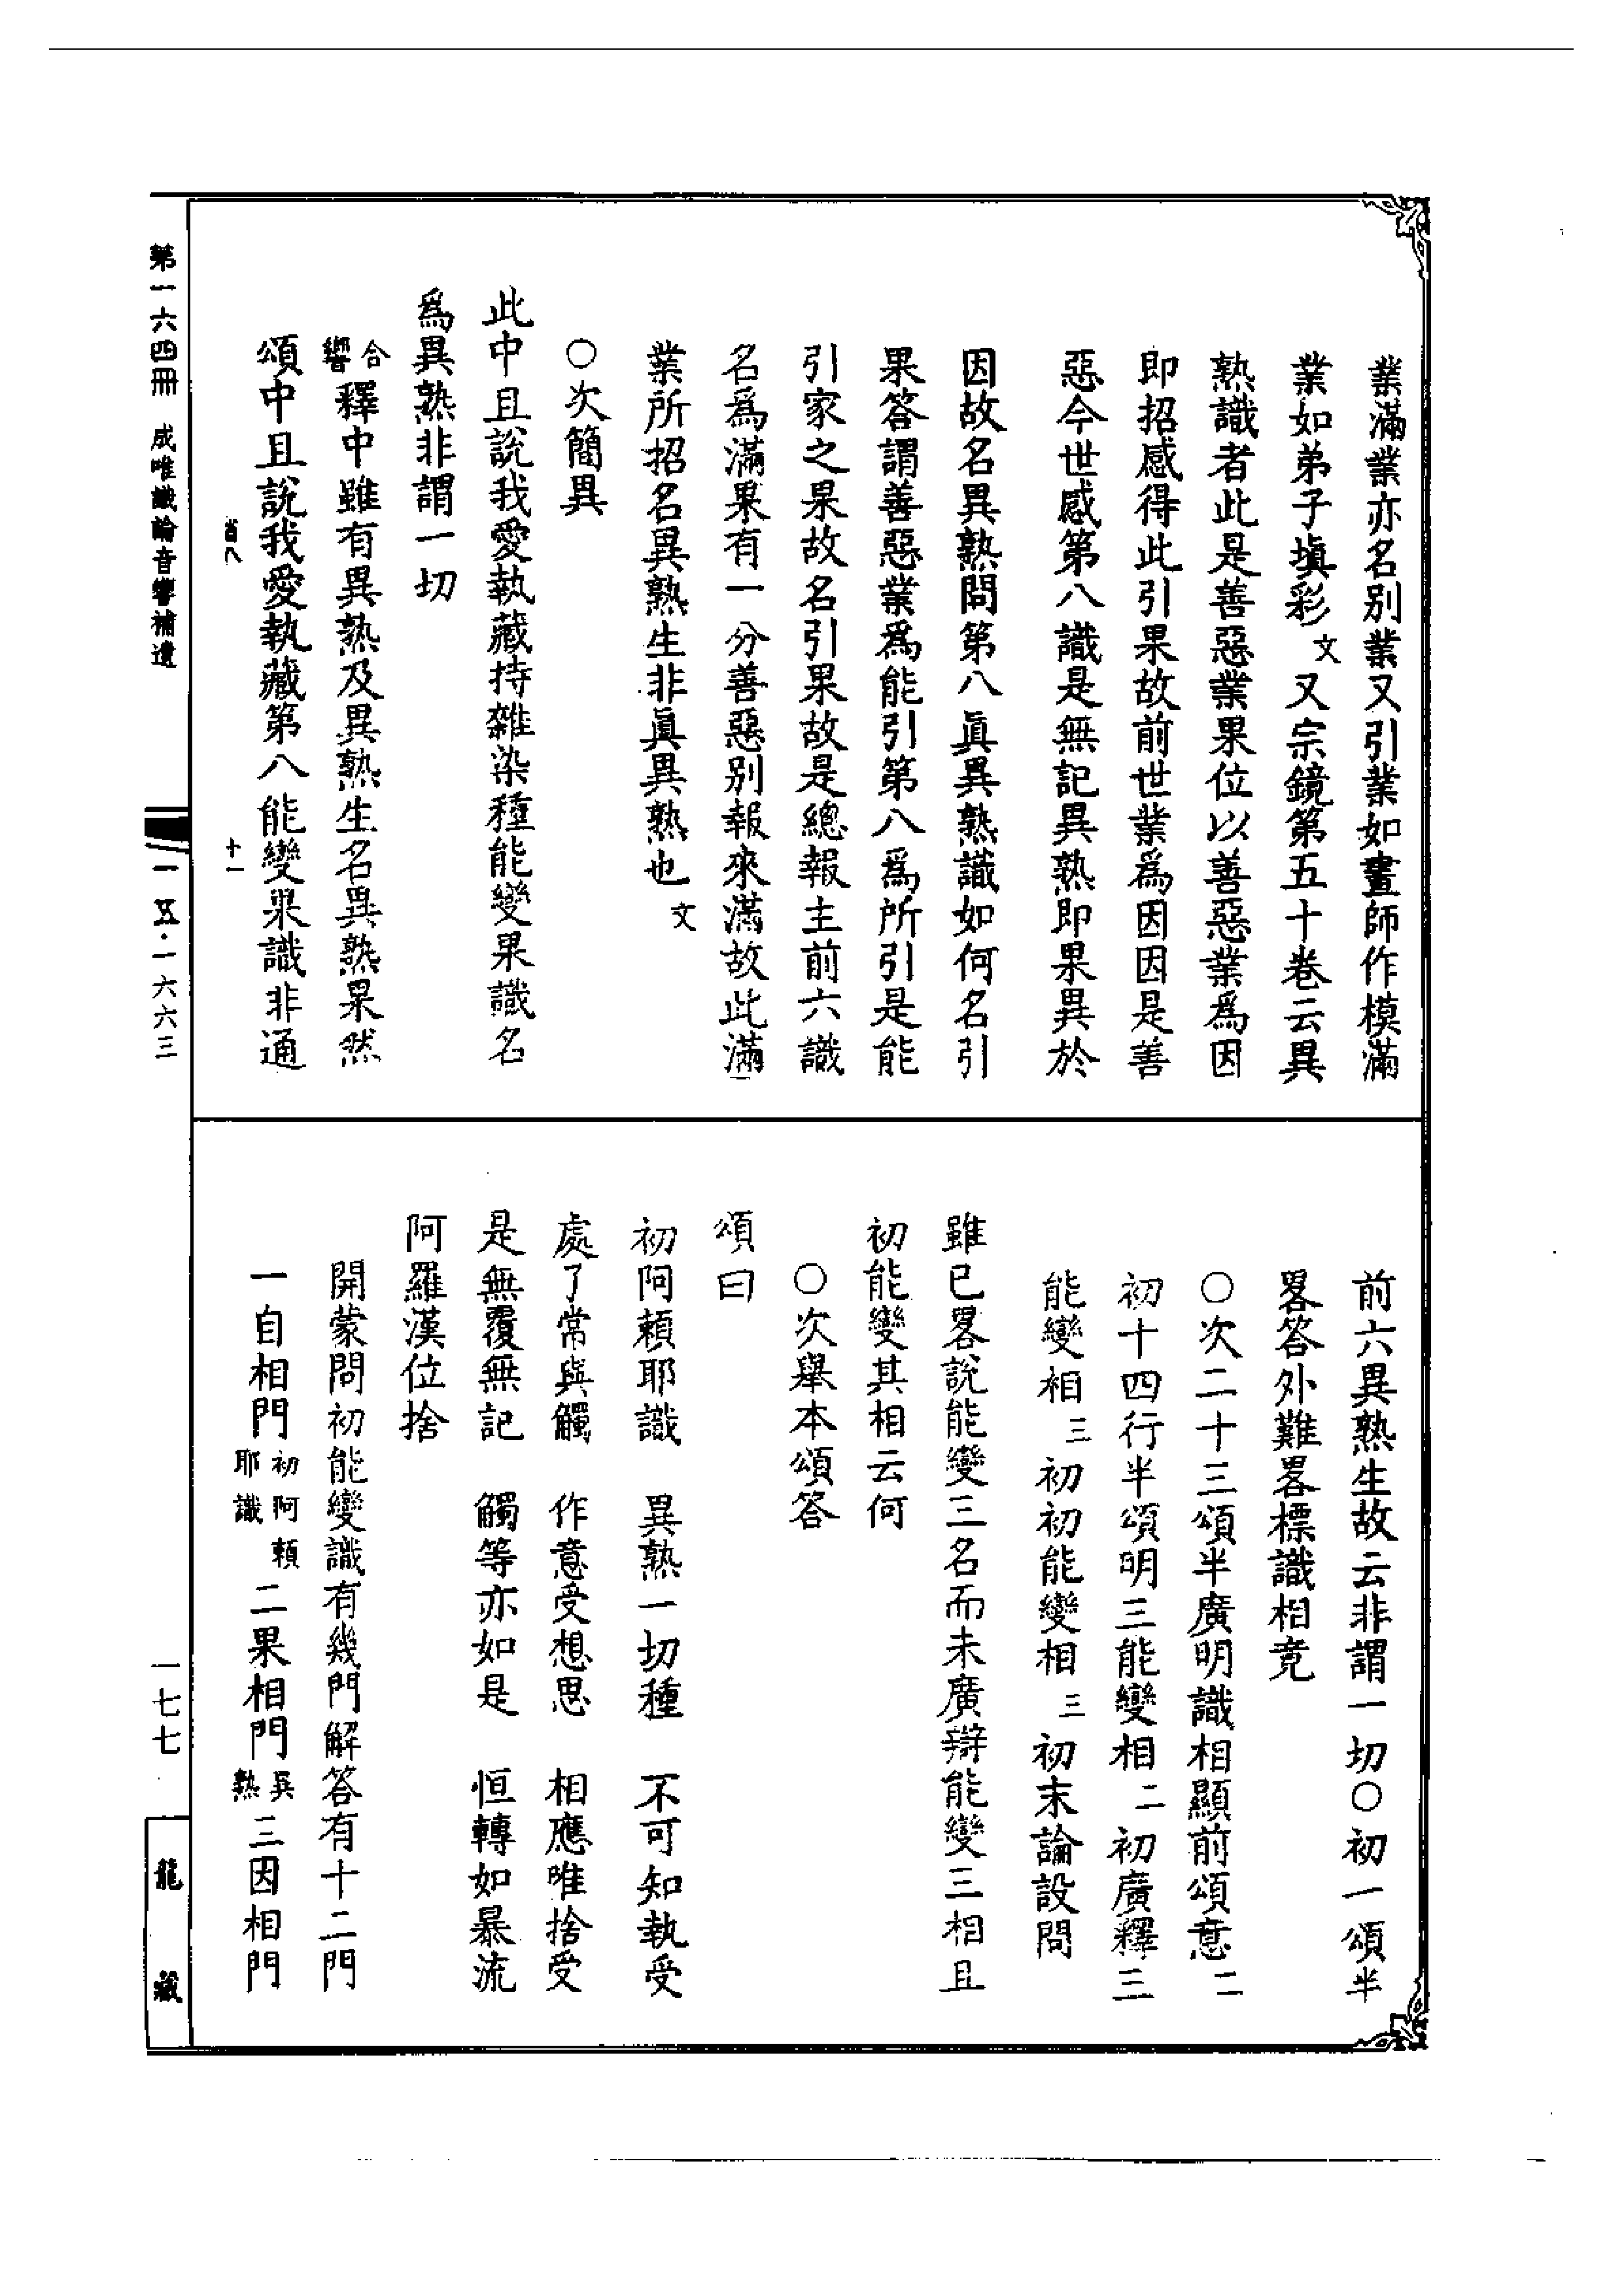 業滿業亦名別業又引業如畫師作模滿
業如弟子塡彩文又宗鏡第五十卷云異
熟識者此是善惡業果位以善惡業為因
即招感得此引果故前世業為因因是善
惡今世感第八識是無記異熟即果異於
因故名異熟問第八眞異熟識如何名引
果答謂善惡業爲能引第八爲所引是能
引家之果故名引果故是總報主前六識
名爲滿果有一分善惡別報來滿故此滿
業所招名異熟生非眞異熟也文
○次簡異
此中且說我愛執藏持雜染種能變果識名
爲異熟非謂一切
合響釋中雖有異熟及異熟生名異熟果然
頌中且說我愛執藏第八能變果識非通
前六異熟生故云非謂一切○初一頌半
畧答外難畧標識相竟
○次二十三頌半廣明識相顯前頌意二
初十四行半頌明三能變相二初廣釋三
能變相三初初能變相三初末論設問
雖已畧說能變三名而未廣辯能變三相且
初能變其相云何
○次舉本頌答
頌曰
初阿賴耶識　異熟一切種　不可知執受
處了常與觸　作意受想思　相應唯捨受
是無覆無記　觸等亦如是　恒轉如暴流
阿羅漢位捨
開蒙問初能變識有幾門解答有十二門
一自相門初阿賴耶識二果相門異熟三因相門
第一六四冊　成唯識論音響補遺
十一
一五·一六六三
一七七
龍藏